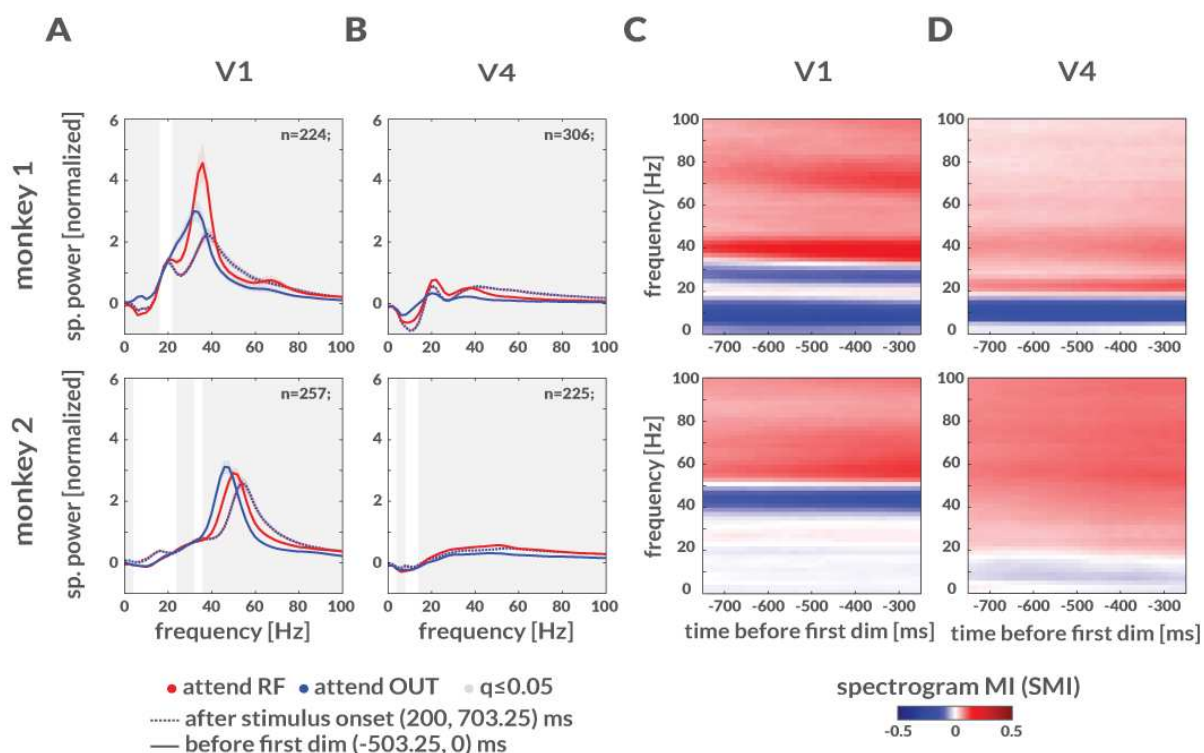 A B C D
V1 V4 V1 V4
monkey 1
sp. power [normalized]
6
4
2
0
n=224;
0 20 40 60 80 100
6
4
2
0
n=306;
0 20 40 60 80 100
frequency [Hz]
100
80
60
40
20
0
-700 -600 -500 -400 -300
100
80
60
40
20
0
-700 -600 -500 -400 -300
monkey 2
sp. power [normalized]
6
4
2
0
n=257;
0 20 40 60 80 100
frequency [Hz]
6
4
2
0
n=225;
0 20 40 60 80 100
frequency [Hz]
frequency [Hz]
100
80
60
40
20
0
-700 -600 -500 -400 -300
time before first dim [ms]
100
80
60
40
20
0
-700 -600 -500 -400 -300
time before first dim [ms]
attend RF attend OUT q≤0.05
after stimulus onset (200, 703.25) ms
before first dim (-503.25, 0) ms
spectrogram MI (SMI)
-0.5 0 0.5